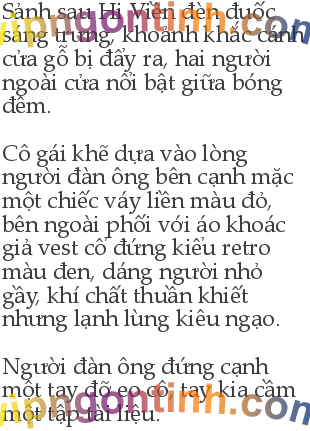 Sảnh sau Hi Viên đèn đuốc
sáng trưng, khoảnh khắc cánh
cửa gỗ bị đẩy ra, hai người
ngoài cửa nổi bật giữa bóng
đêm.
Cô gái khẽ dựa vào lòng
người đàn ông bên cạnh mặc
một chiếc váy liền màu đỏ,
bên ngoài phối với áo khoác
giả vest cổ đứng kiểu retro
màu đen, dáng người nhỏ
gầy, khí chất thuần khiết
nhưng lạnh lùng kiêu ngạo.
Người đàn ông đứng cạnh
một tay đỡ eo cô, tay kia cầm
một tập tài liệu.
vipngontinh.com
vipngontinh.com